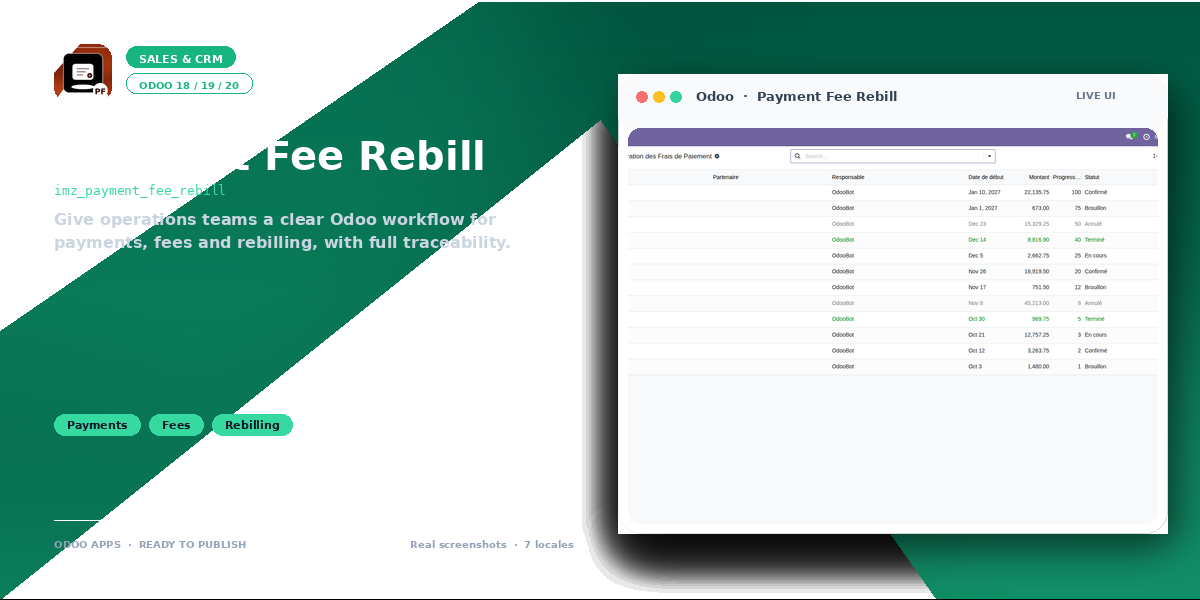 PF
SALES & CRM
ODOO 18 / 19 / 20
Fee Rebill
imz_payment_fee_rebill
Give operations teams a clear Odoo workflow for
payments, fees and rebilling, with full traceability.
Payments Fees Rebilling
ODOO APPS · READY TO PUBLISH
Real screenshots · 7 locales
Odoo · Payment Fee Rebill
LIVE UI
ation des Frais de Paiement
Search...
Partenaire Responsable Date de début Montant Progress... Statut
OdooBot Jan 10, 2027 22,135.75 100 Confirmé
OdooBot Jan 1, 2027 673.00 75 Brouillon
OdooBot Dec 23 15,329.25 50 Annulé
OdooBot Dec 14 8,816.90 40 Terminé
OdooBot Dec 5 2,662.75 25 En cours
OdooBot Nov 26 18,919.50 20 Confirmé
OdooBot Nov 17 751.50 12 Brouillon
OdooBot Nov 8 45,213.00 8 Annulé
OdooBot Oct 30 989.75 5 Terminé
OdooBot Oct 21 12,757.25 3 En cours
OdooBot Oct 12 3,263.75 2 Confirmé
OdooBot Oct 3 1,480.00 1 Brouillon